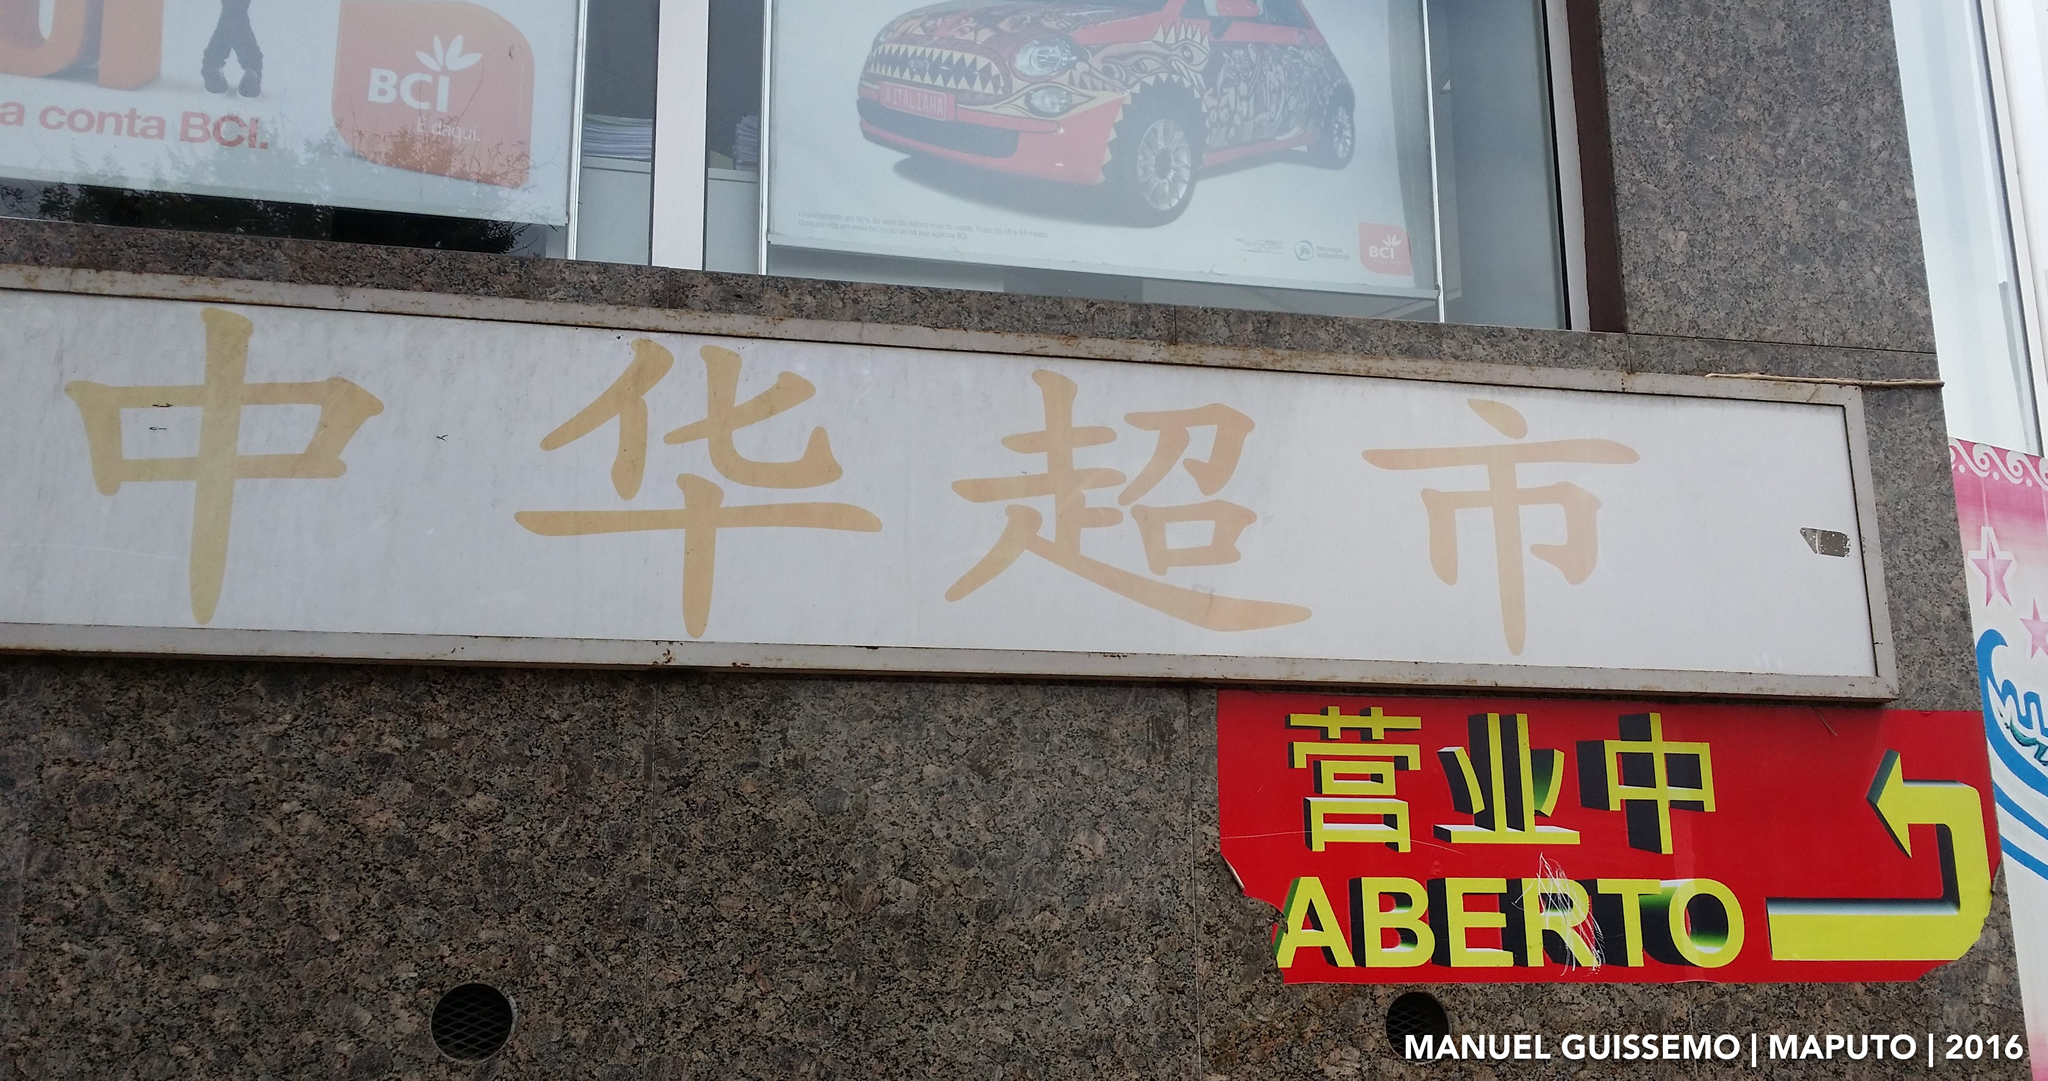 a conta BCI.
BCI
É daqui.
A ITALIANA
BCI
中华超市
营业中
ABERTO
MANUEL GUISSEMO | MAPUTO | 2016